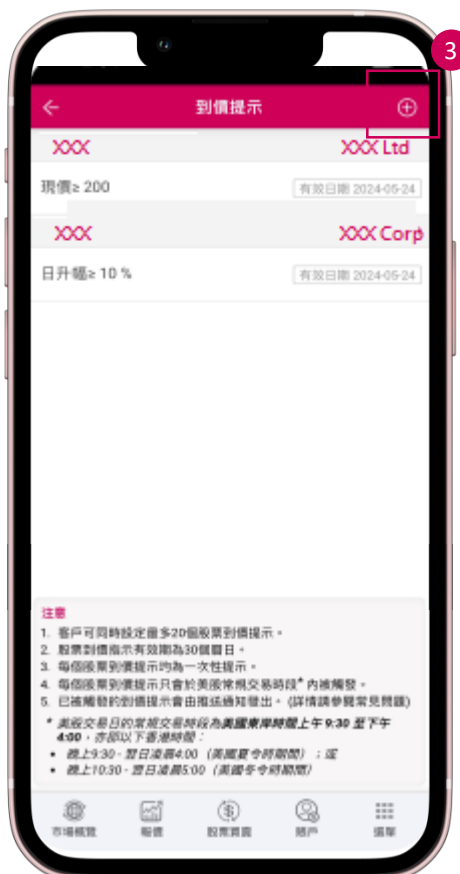 3
到價提示
XXX XXX Ltd
現價≥ 200 有效日期 2024-05-24
XXX XXX Corp
日升幅≥ 10 % 有效日期 2024-05-24
注意
1. 客戶可同時設定最多20個股票到價提示。
2. 股票到價指示有效期為30個曆日。
3. 每個股票到價提示均為一次性提示。
4. 每個股票到價提示只會於美股常規交易時段* 內被觸發。
5. 已被觸發的到價提示會由推送通知發出。(詳情請參閱常見問題)
* 美股交易日的常規交易時段為美國東岸時間上午 9:30 至下午
4:00，亦即以下香港時間：
• 晚上9:30 - 翌日凌晨4:00 （美國夏令時期間）；或
• 晚上10:30 - 翌日凌晨5:00 （美國冬令時期間）
市場概覽 報價 股票買賣 賬戶 選單